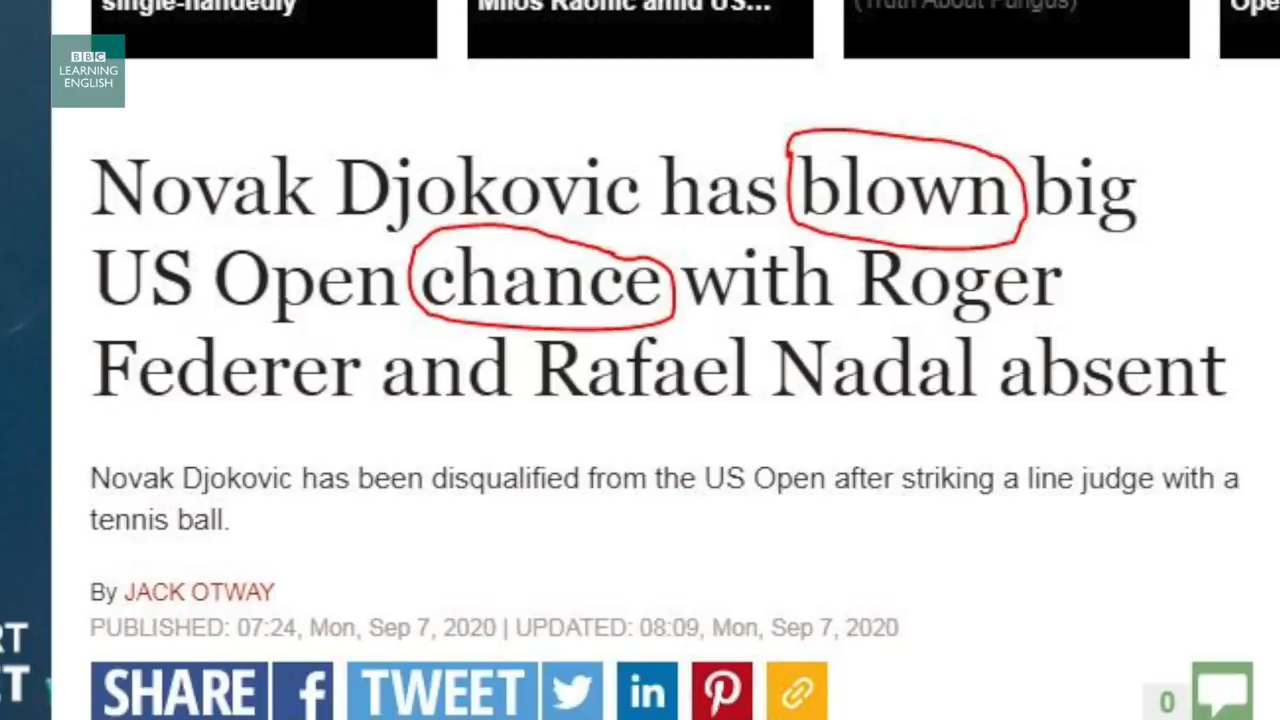 single-handedly
Milos Raonic amid US...
(Truth About Fungus)
Ope
BBC
LEARNING
ENGLISH
Novak Djokovic has blown big
US Open chance with Roger
Federer and Rafael Nadal absent
Novak Djokovic has been disqualified from the US Open after striking a line judge with a
tennis ball.
By JACK OTWAY
PUBLISHED: 07:24, Mon, Sep 7, 2020 | UPDATED: 08:09, Mon, Sep 7, 2020
SHARE f TWEET in
0